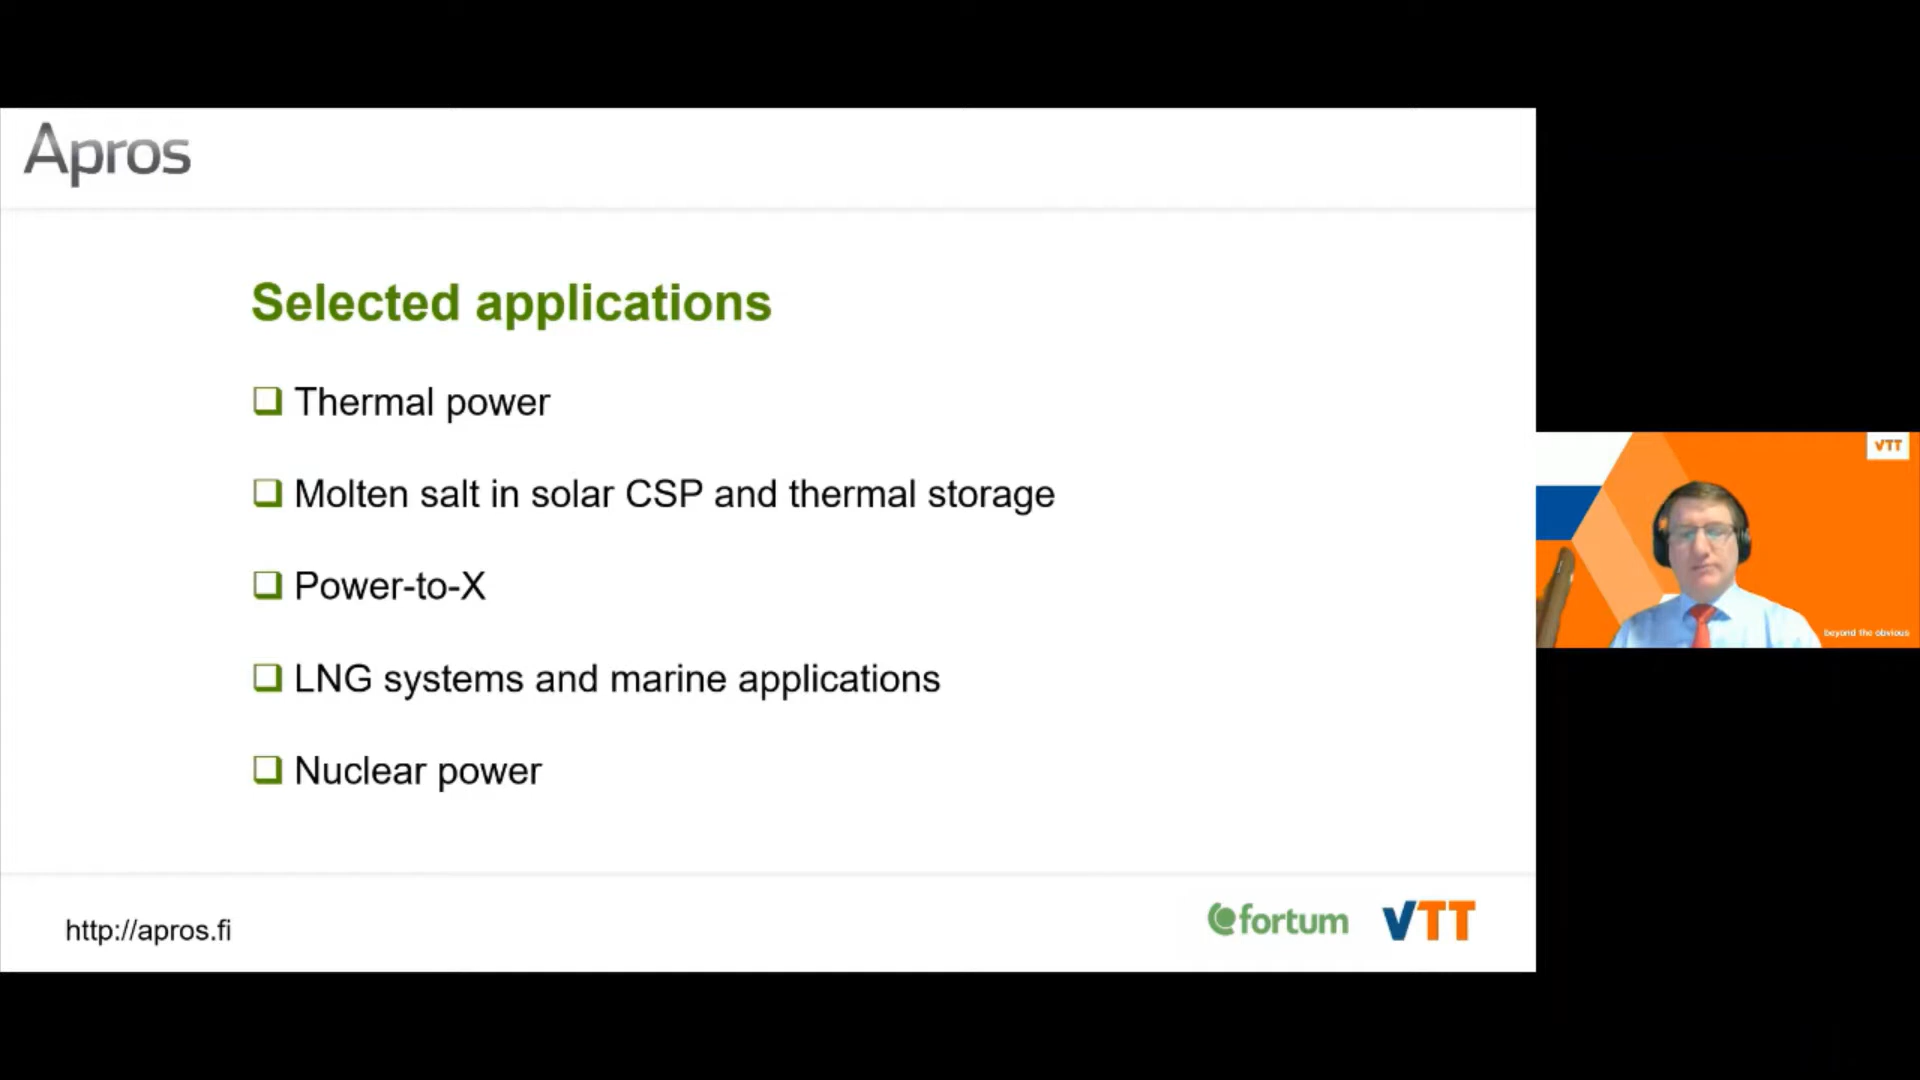 Apros
Selected applications
Thermal power
Molten salt in solar CSP and thermal storage
Power-to-X
LNG systems and marine applications
Nuclear power
http://apros.fi
fortum
VTT
VTT
beyond the obvious